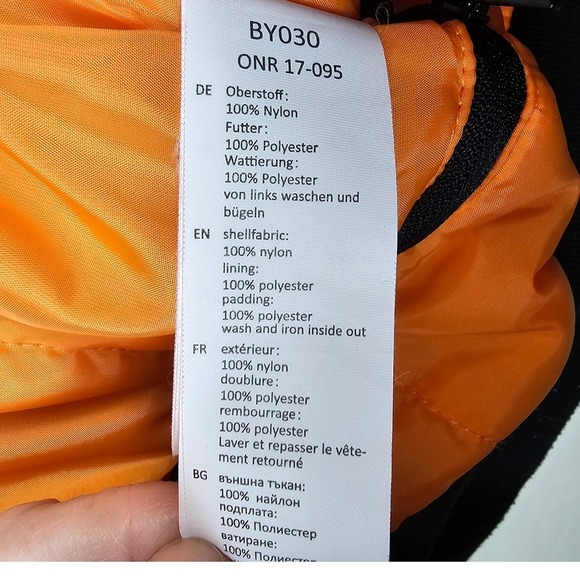 BY030
ONR 17-095
DE Oberstoff:
100% Nylon
Futter:
100% Polyester
Wattierung:
100% Polyester
von links waschen und
bügeln
EN shellfabric:
100% nylon
lining:
100% polyester
padding:
100% polyester
wash and iron inside out
FR extérieur:
100% nylon
doublure:
100% polyester
rembourrage:
100% polyester
Laver et repasser le vête-
ment retourné
BG външна тъкан:
100% найлон
подплата:
100% Полиестер
ватиране:
100% Полиестер